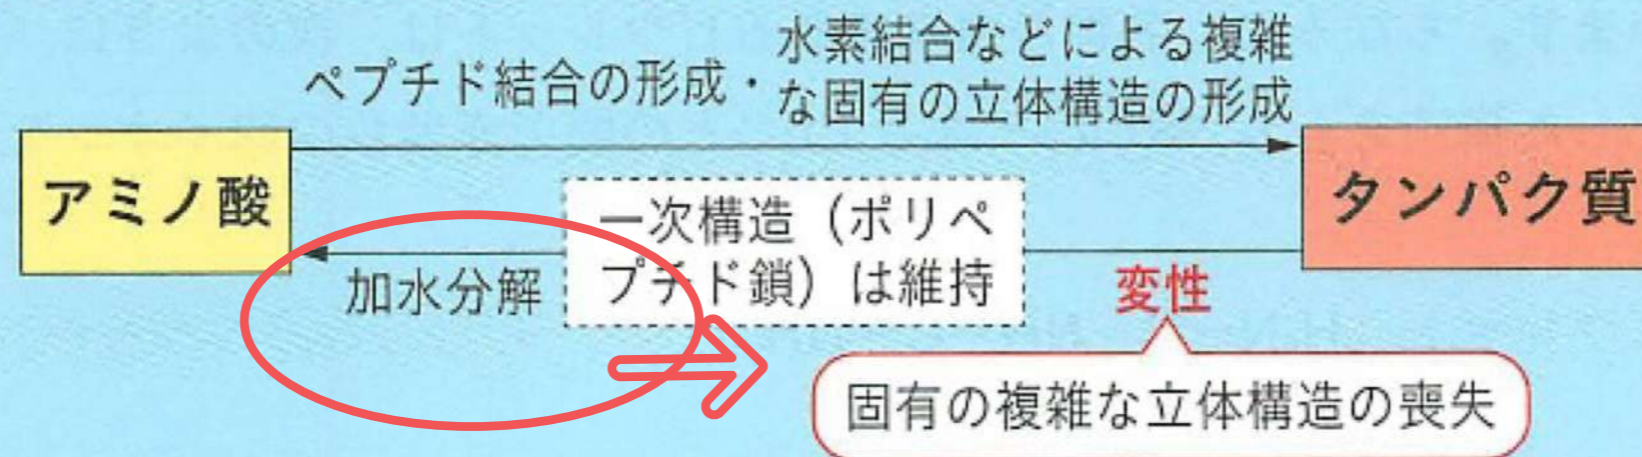 ペプチド結合の形成・
水素結合などによる複雑
な固有の立体構造の形成
アミノ酸
タンパク質
一次構造（ポリペ
プチド鎖）は維持
加水分解
変性
固有の複雑な立体構造の喪失